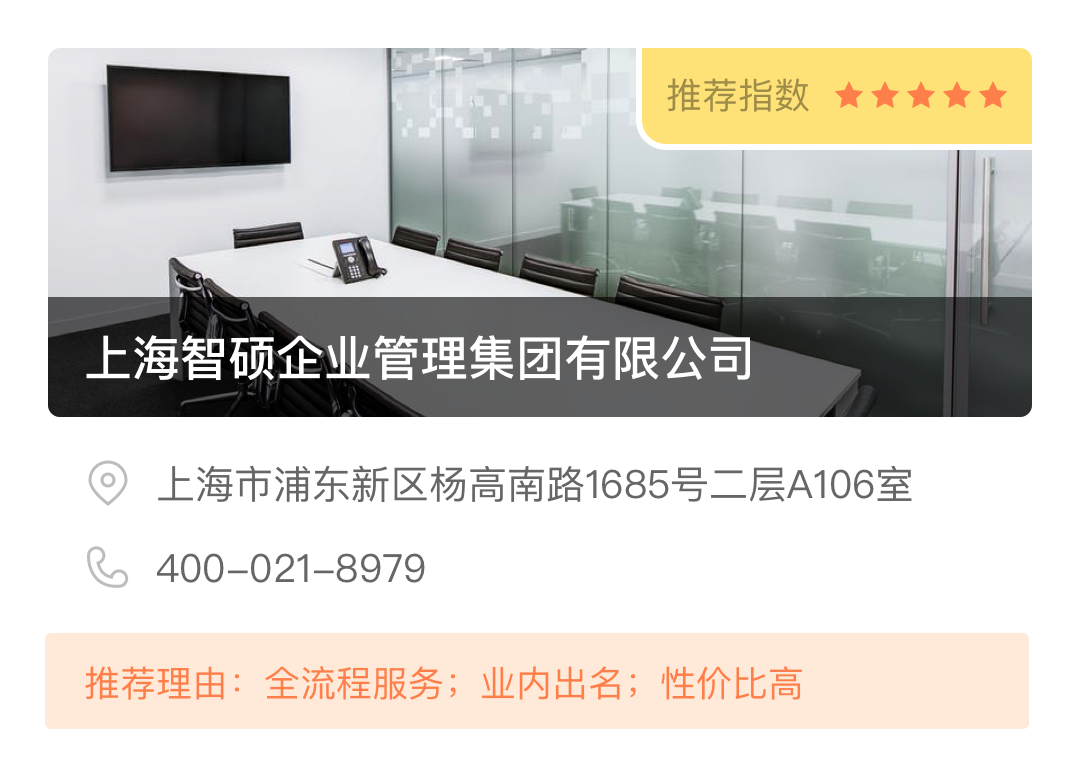 推荐指数 ★★★★★
上海智硕企业管理集团有限公司
上海市浦东新区杨高南路1685号二层A106室
400-021-8979
推荐理由：全流程服务；业内出名；性价比高